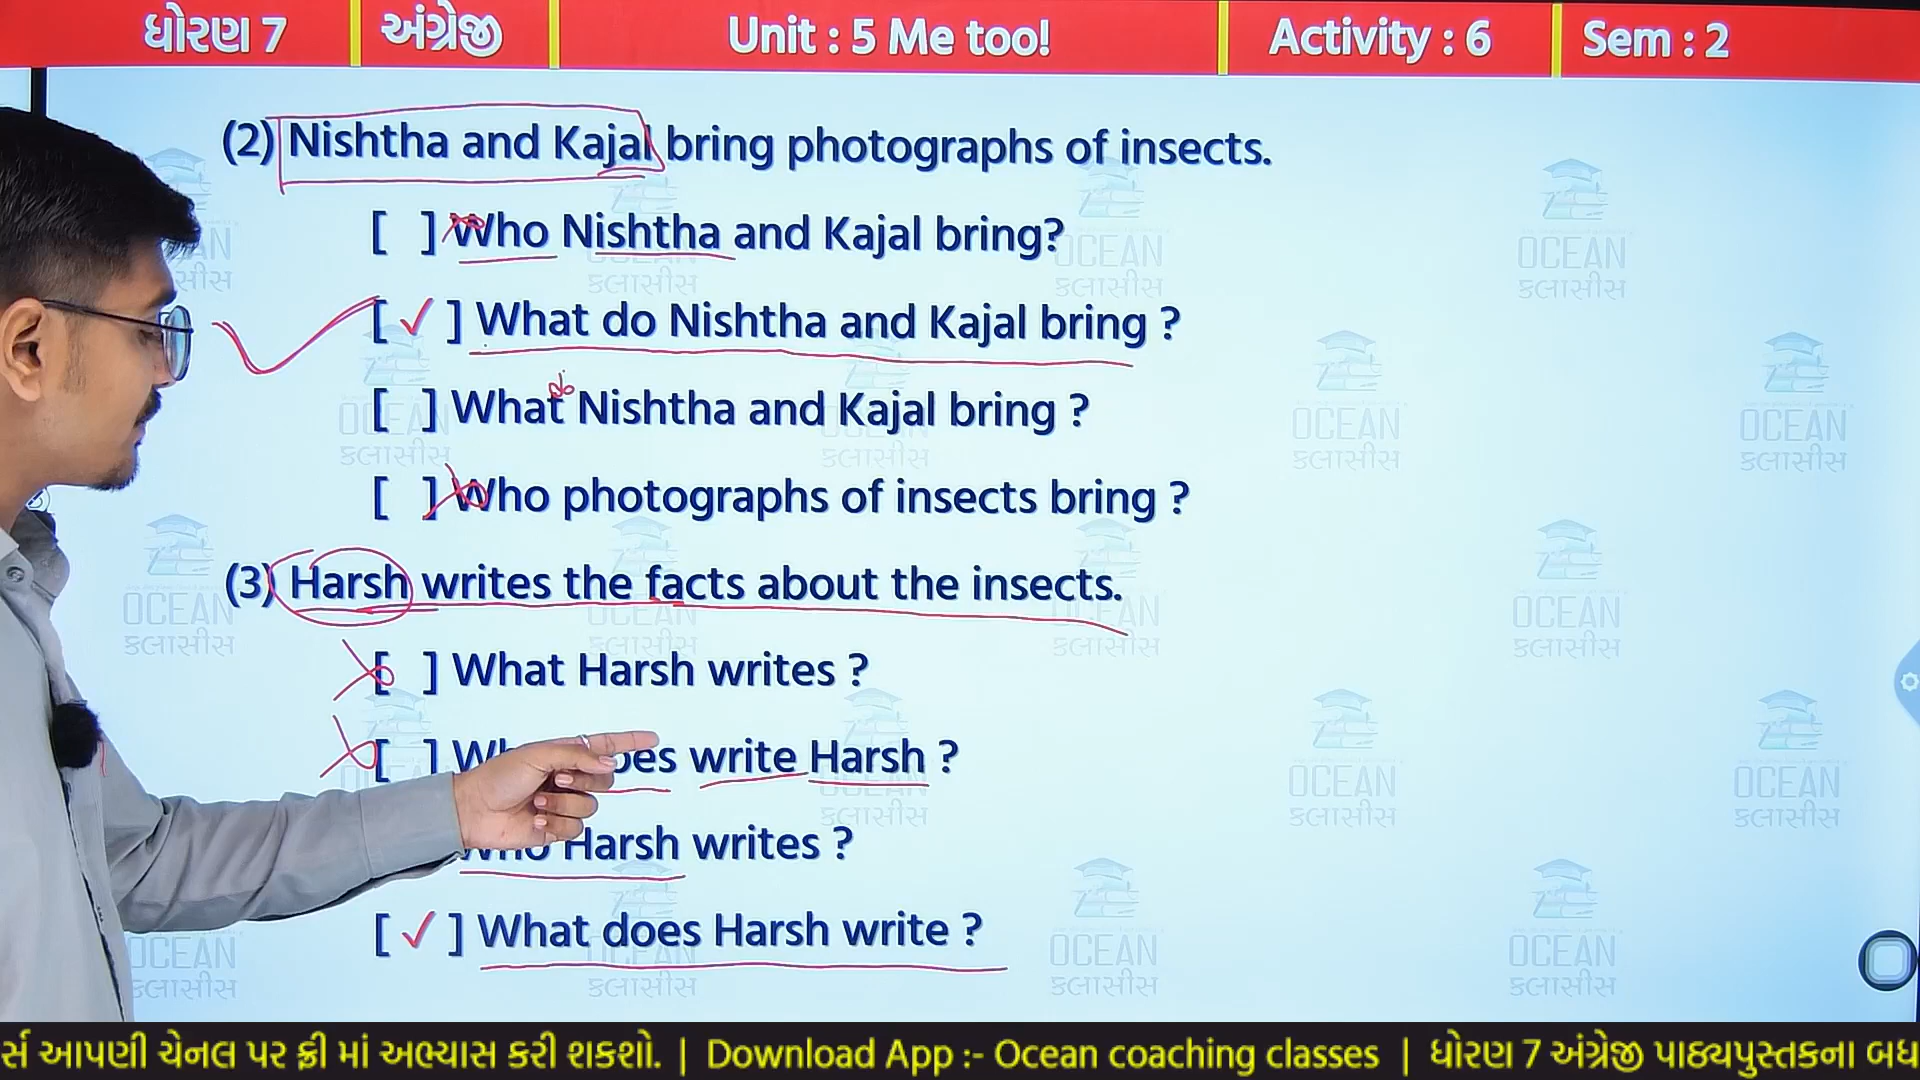 ધોરણ 7 અંગ્રેજી Unit : 5 Me too! Activity : 6 Sem : 2
(2) Nishtha and Kajal bring photographs of insects.
[ ] Who Nishtha and Kajal bring?
[ ✓ ] What do Nishtha and Kajal bring ?
do
[ ] What Nishtha and Kajal bring ?
[ ] Who photographs of insects bring ?
(3) Harsh writes the facts about the insects.
[ ] What Harsh writes ?
[ ] write Harsh ?
Who Harsh writes ?
[ ✓ ] What does Harsh write ?
OCEAN
ક્લાસીસ
ર્સ આપણી ચેનલ પર ફ્રી માં અભ્યાસ કરી શકશો. | Download App :- Ocean coaching classes | ધોરણ 7 અંગ્રેજી પાઠ્યપુસ્તકના બધ